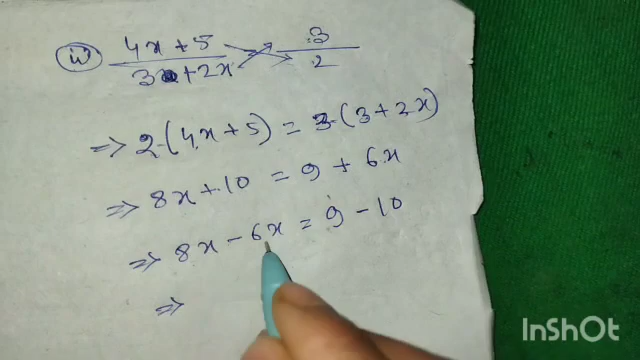 iv) (4x + 5)/(3 + 2x) 3/2
=> 2·(4x + 5) = 3·(3 + 2x)
=> 8x + 10 = 9 + 6x
=> 8x - 6x = 9 - 10
=>
InShOt